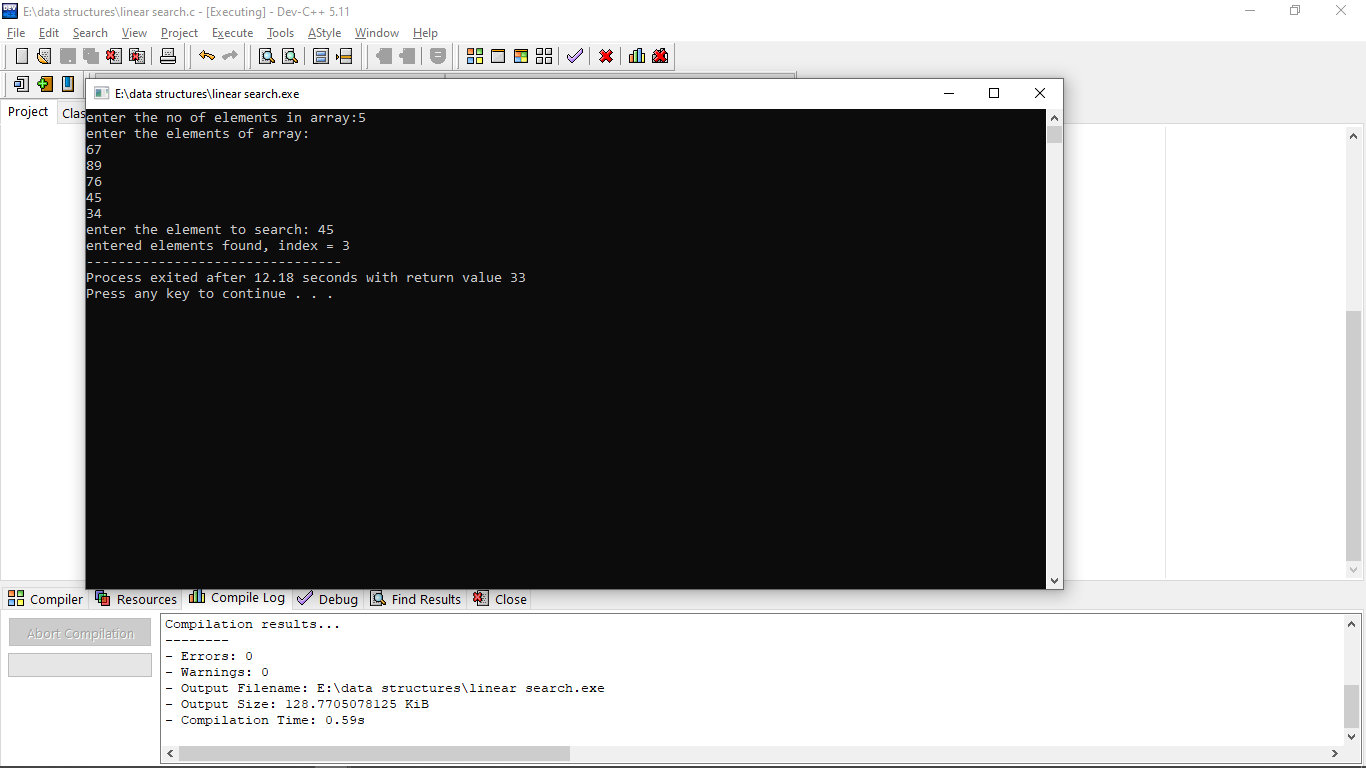 E:\data structures\linear search.c - [Executing] - Dev-C++ 5.11
File Edit Search View Project Execute Tools AStyle Window Help
Project Clas
E:\data structures\linear search.exe
enter the no of elements in array:5
enter the elements of array:
67
89
76
45
34
enter the element to search: 45
entered elements found, index = 3
--------------------------------
Process exited after 12.18 seconds with return value 33
Press any key to continue . . .
Compiler Resources Compile Log Debug Find Results Close
Abort Compilation
Compilation results...
--------
- Errors: 0
- Warnings: 0
- Output Filename: E:\data structures\linear search.exe
- Output Size: 128.7705078125 KiB
- Compilation Time: 0.59s